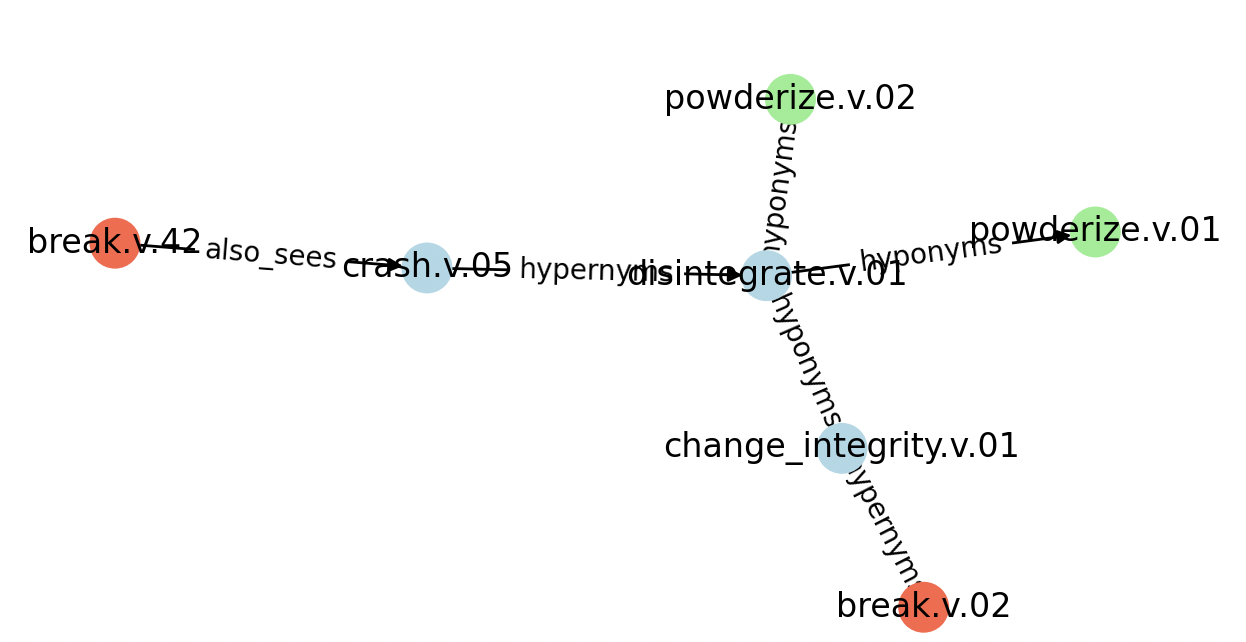 powderize.v.02
hyponyms
powderize.v.01
break.v.42
also_sees
crash.v.05
hypernyms
disintegrate.v.01
hyponyms
hyponyms
change_integrity.v.01
hypernyms
break.v.02